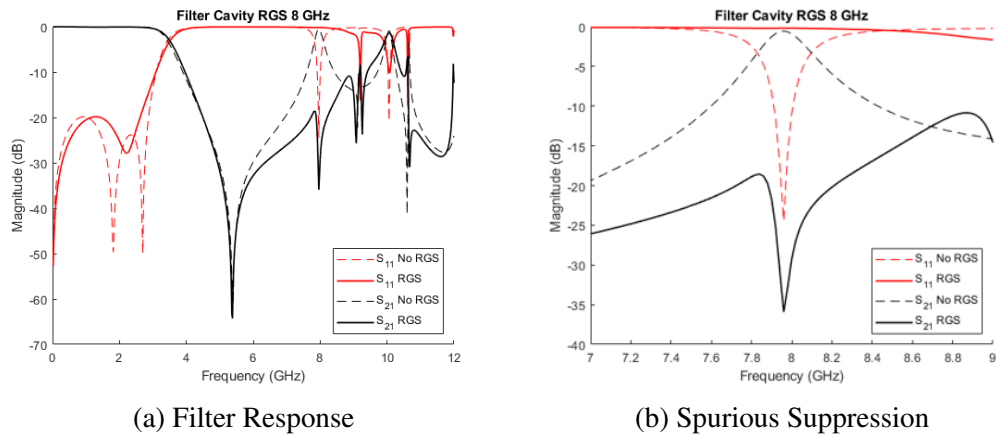 Filter Cavity RGS 8 GHz
Magnitude (dB)
0
-10
-20
-30
-40
-50
-60
-70
S11 No RGS
S11 RGS
S21 No RGS
S21 RGS
0 2 4 6 8 10 12
Frequency (GHz)
(a) Filter Response
Filter Cavity RGS 8 GHz
Magnitude (dB)
0
-5
-10
-15
-20
-25
-30
-35
-40
S11 No RGS
S11 RGS
S21 No RGS
S21 RGS
7 7.2 7.4 7.6 7.8 8 8.2 8.4 8.6 8.8 9
Frequency (GHz)
(b) Spurious Suppression